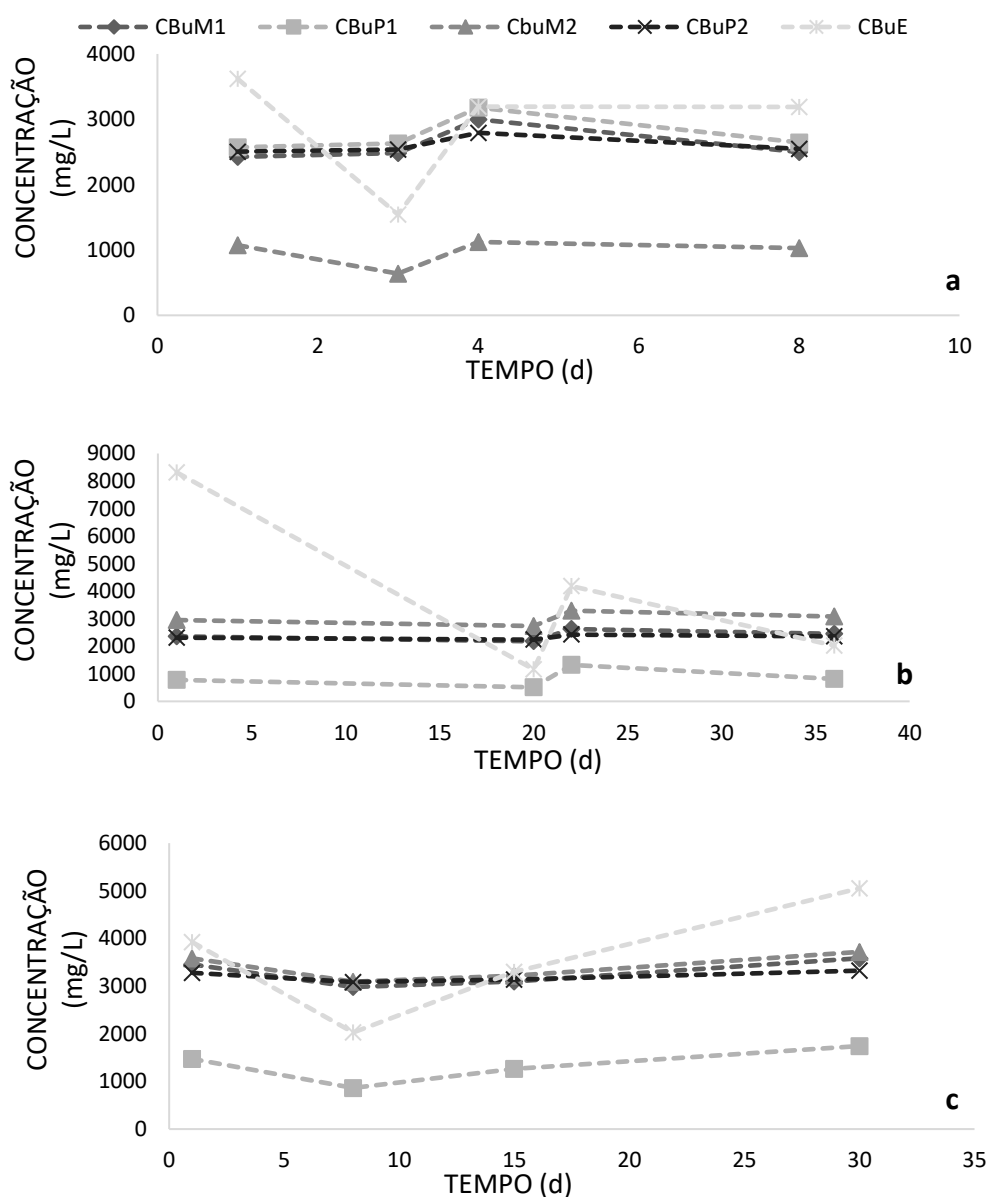 CBuM1 CBuP1 CbuM2 CBuP2 CBuE
4000
3000
2000
1000
0
CONCENTRAÇÃO
(mg/L)
a
0 2 4 6 8 10
TEMPO (d)
9000
8000
7000
6000
5000
4000
3000
2000
1000
0
CONCENTRAÇÃO
(mg/L)
b
0 5 10 15 20 25 30 35 40
TEMPO (d)
6000
5000
4000
3000
2000
1000
0
CONCENTRAÇÃO
(mg/L)
c
0 5 10 15 20 25 30 35
TEMPO (d)